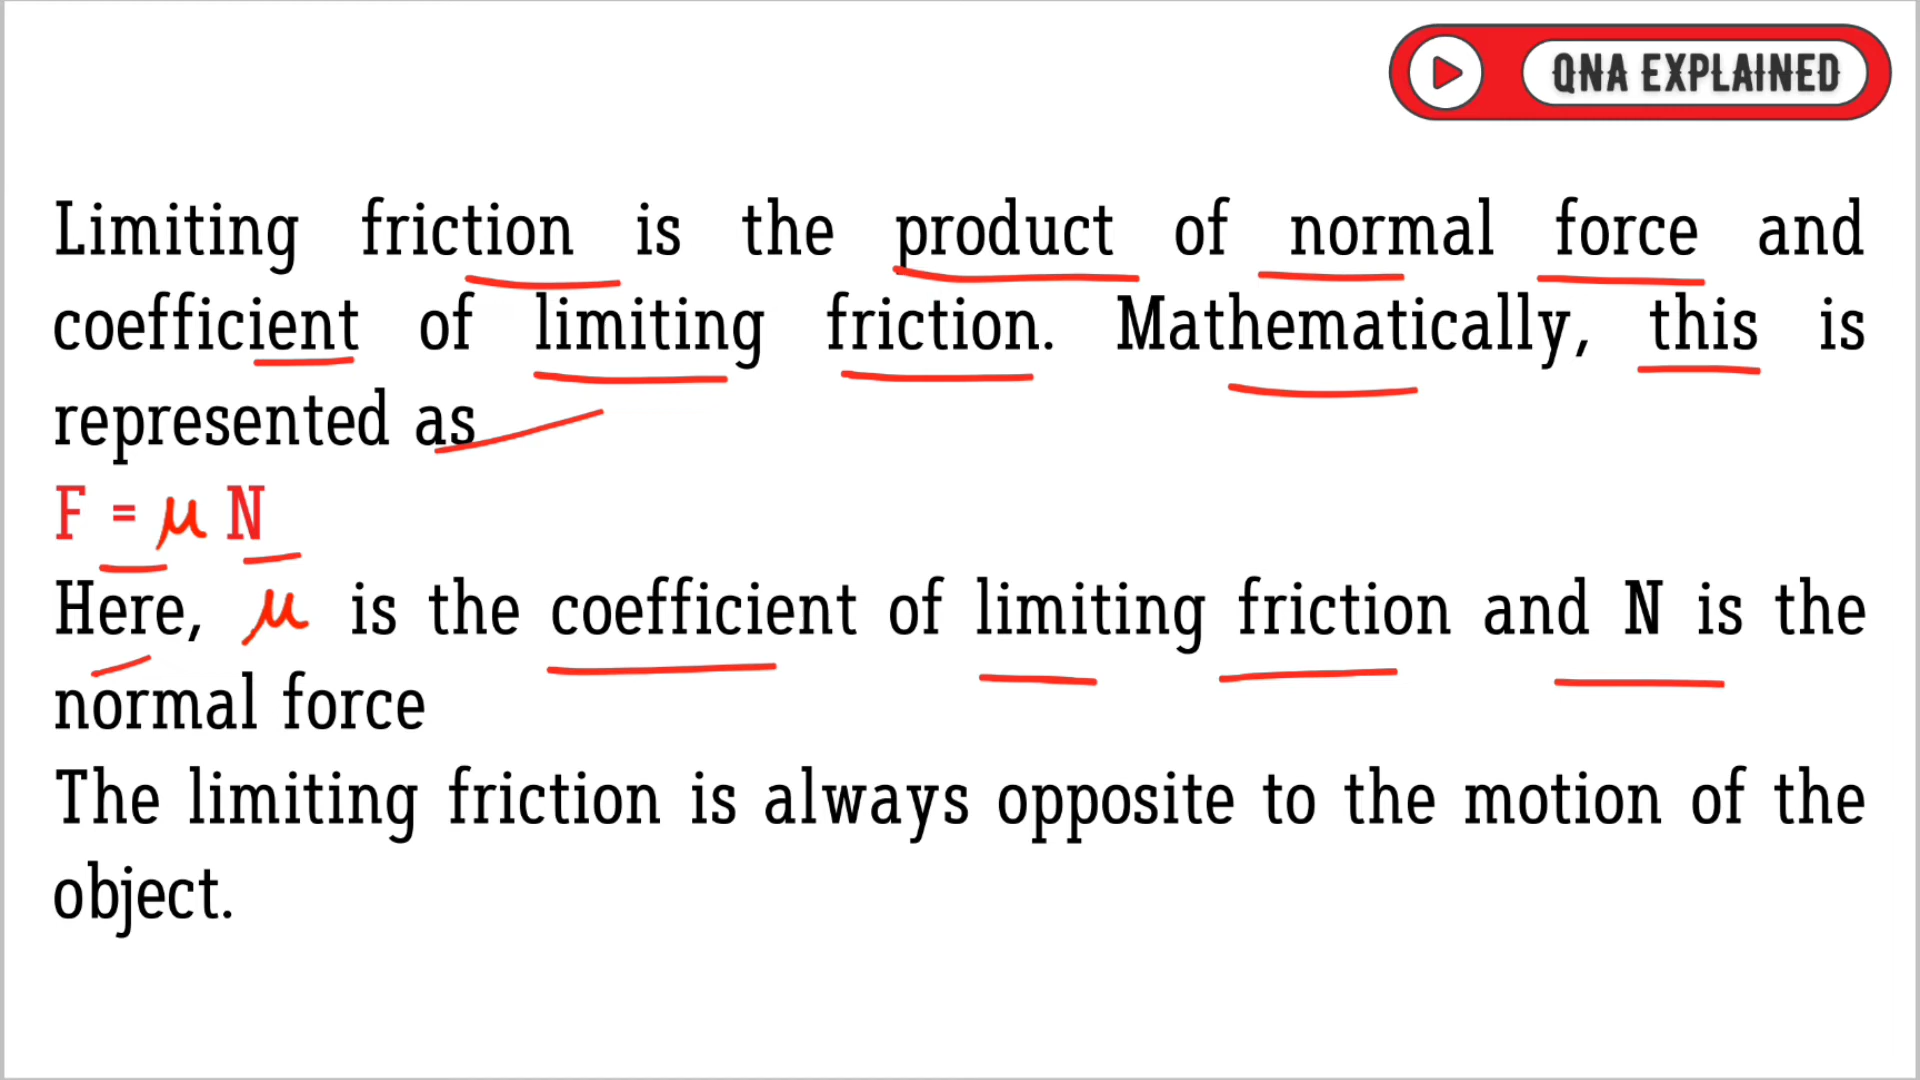 QNA EXPLAINED
Limiting friction is the product of normal force and
coefficient of limiting friction. Mathematically, this is
represented as
F = μ N
Here, μ is the coefficient of limiting friction and N is the
normal force
The limiting friction is always opposite to the motion of the
object.